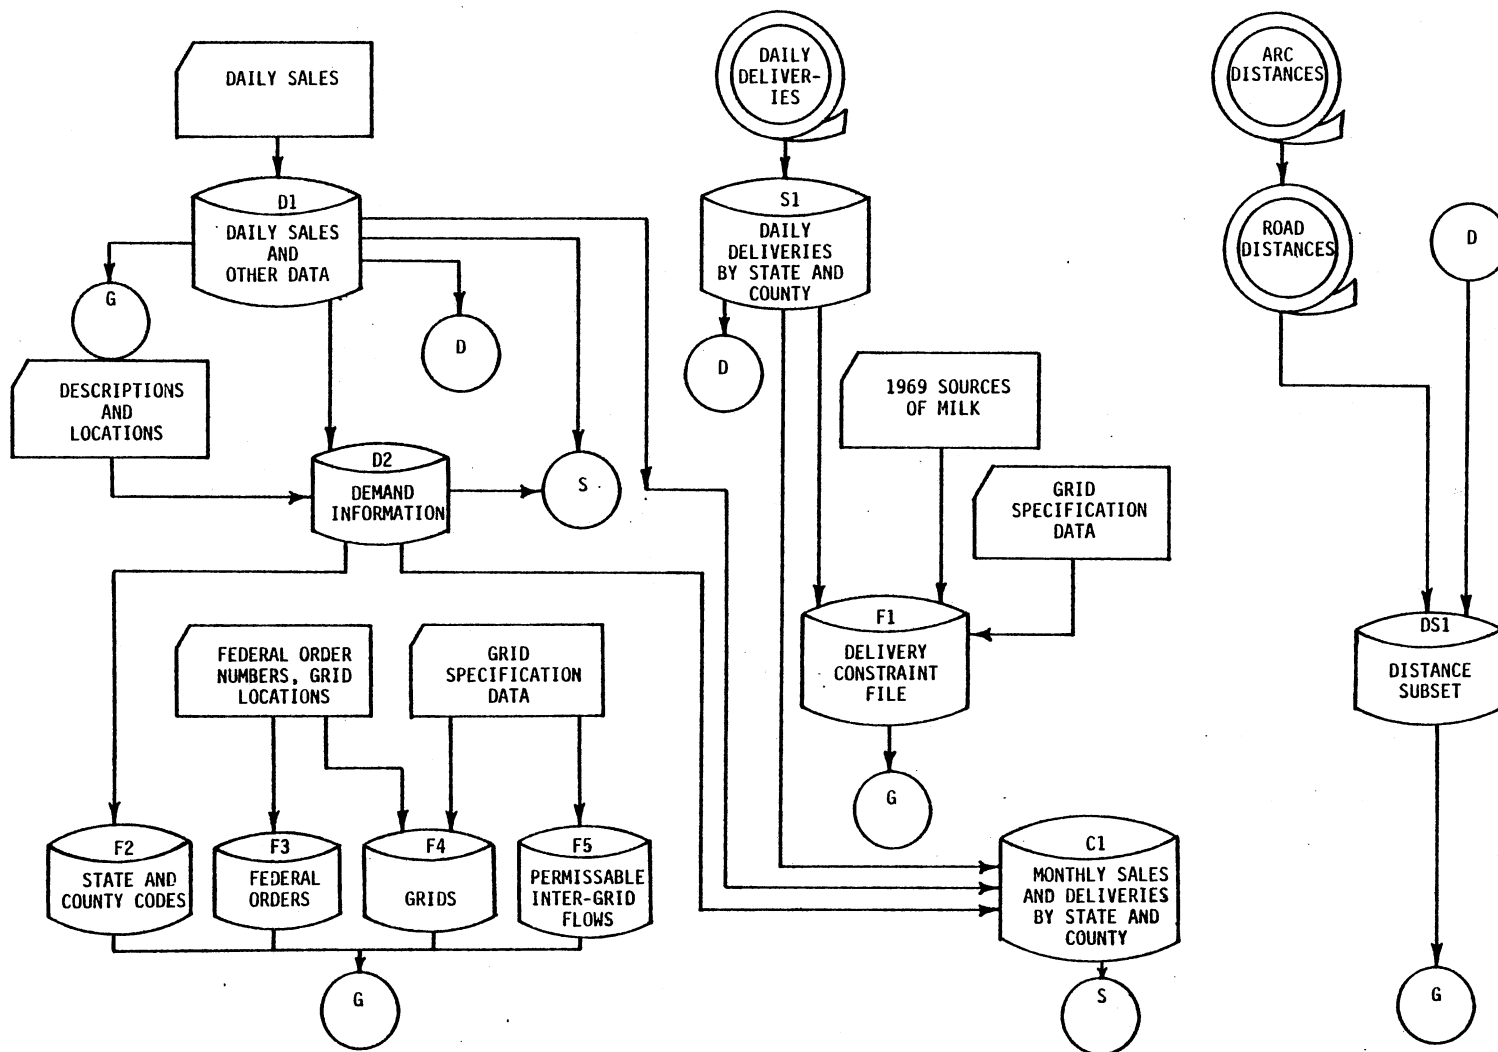 DAILY SALES
DAILY
DELIVER-
IES
ARC
DISTANCES
D1
DAILY SALES
AND
OTHER DATA
S1
DAILY
DELIVERIES
BY STATE AND
COUNTY
ROAD
DISTANCES
D
G
D
D
DESCRIPTIONS
AND
LOCATIONS
1969 SOURCES
OF MILK
D2
DEMAND
INFORMATION
S
GRID
SPECIFICATION
DATA
FEDERAL ORDER
NUMBERS, GRID
LOCATIONS
GRID
SPECIFICATION
DATA
F1
DELIVERY
CONSTRAINT
FILE
DS1
DISTANCE
SUBSET
G
F2
STATE AND
COUNTY CODES
F3
FEDERAL
ORDERS
F4
GRIDS
F5
PERMISSABLE
INTER-GRID
FLOWS
C1
MONTHLY SALES
AND DELIVERIES
BY STATE AND
COUNTY
G
S
G